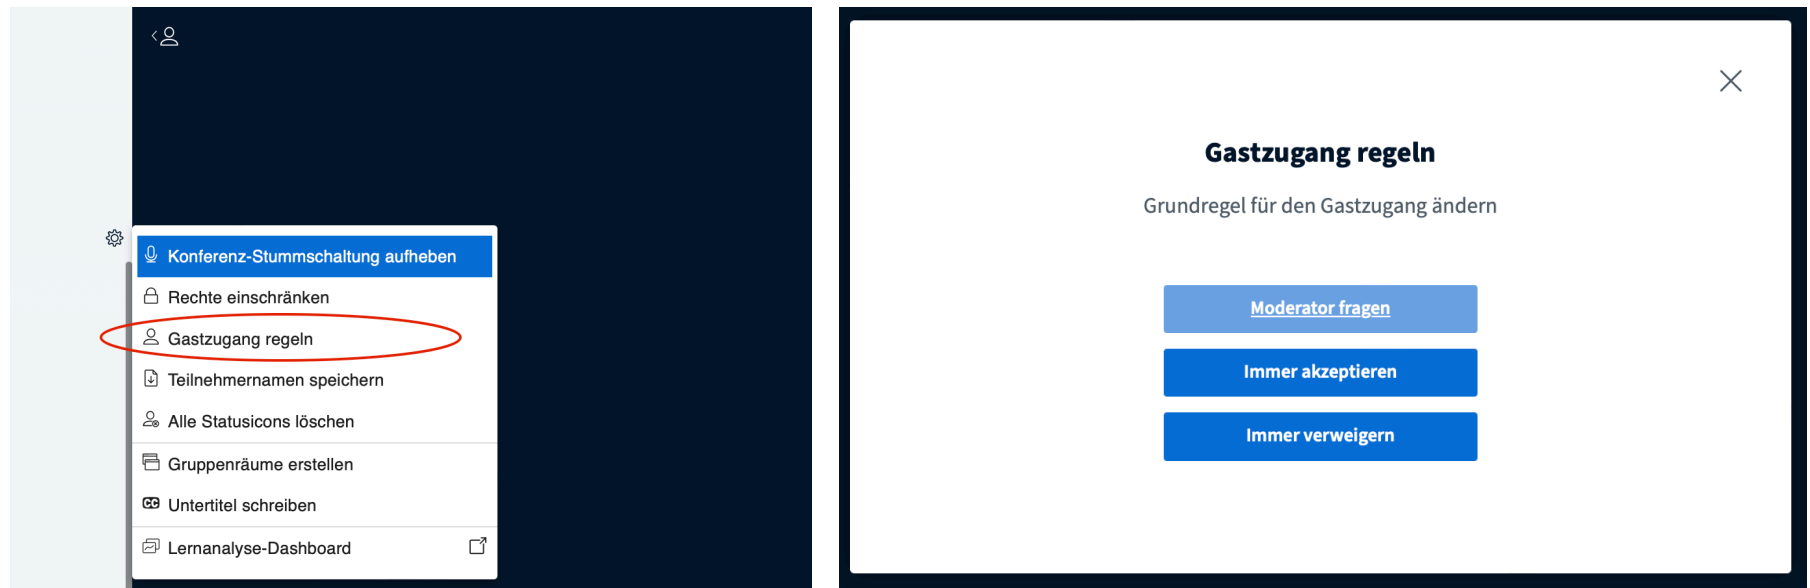 Konferenz-Stummschaltung aufheben
Rechte einschränken
Gastzugang regeln
Teilnehmernamen speichern
Alle Statusicons löschen
Gruppenräume erstellen
CC Untertitel schreiben
Lernanalyse-Dashboard
Gastzugang regeln
Grundregel für den Gastzugang ändern
Moderator fragen
Immer akzeptieren
Immer verweigern